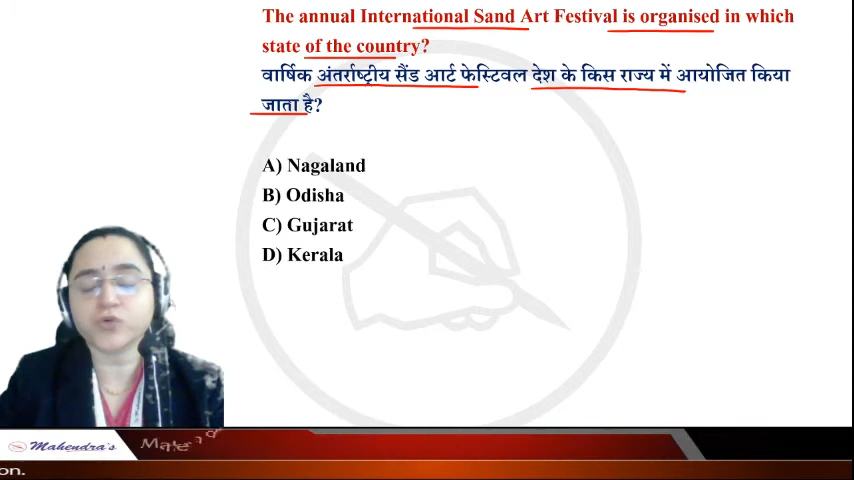 The annual International Sand Art Festival is organised in which
state of the country?
वार्षिक अंतर्राष्ट्रीय सैंड आर्ट फेस्टिवल देश के किस राज्य में आयोजित किया
जाता है?
A) Nagaland
B) Odisha
C) Gujarat
D) Kerala
Mahendra's
on.